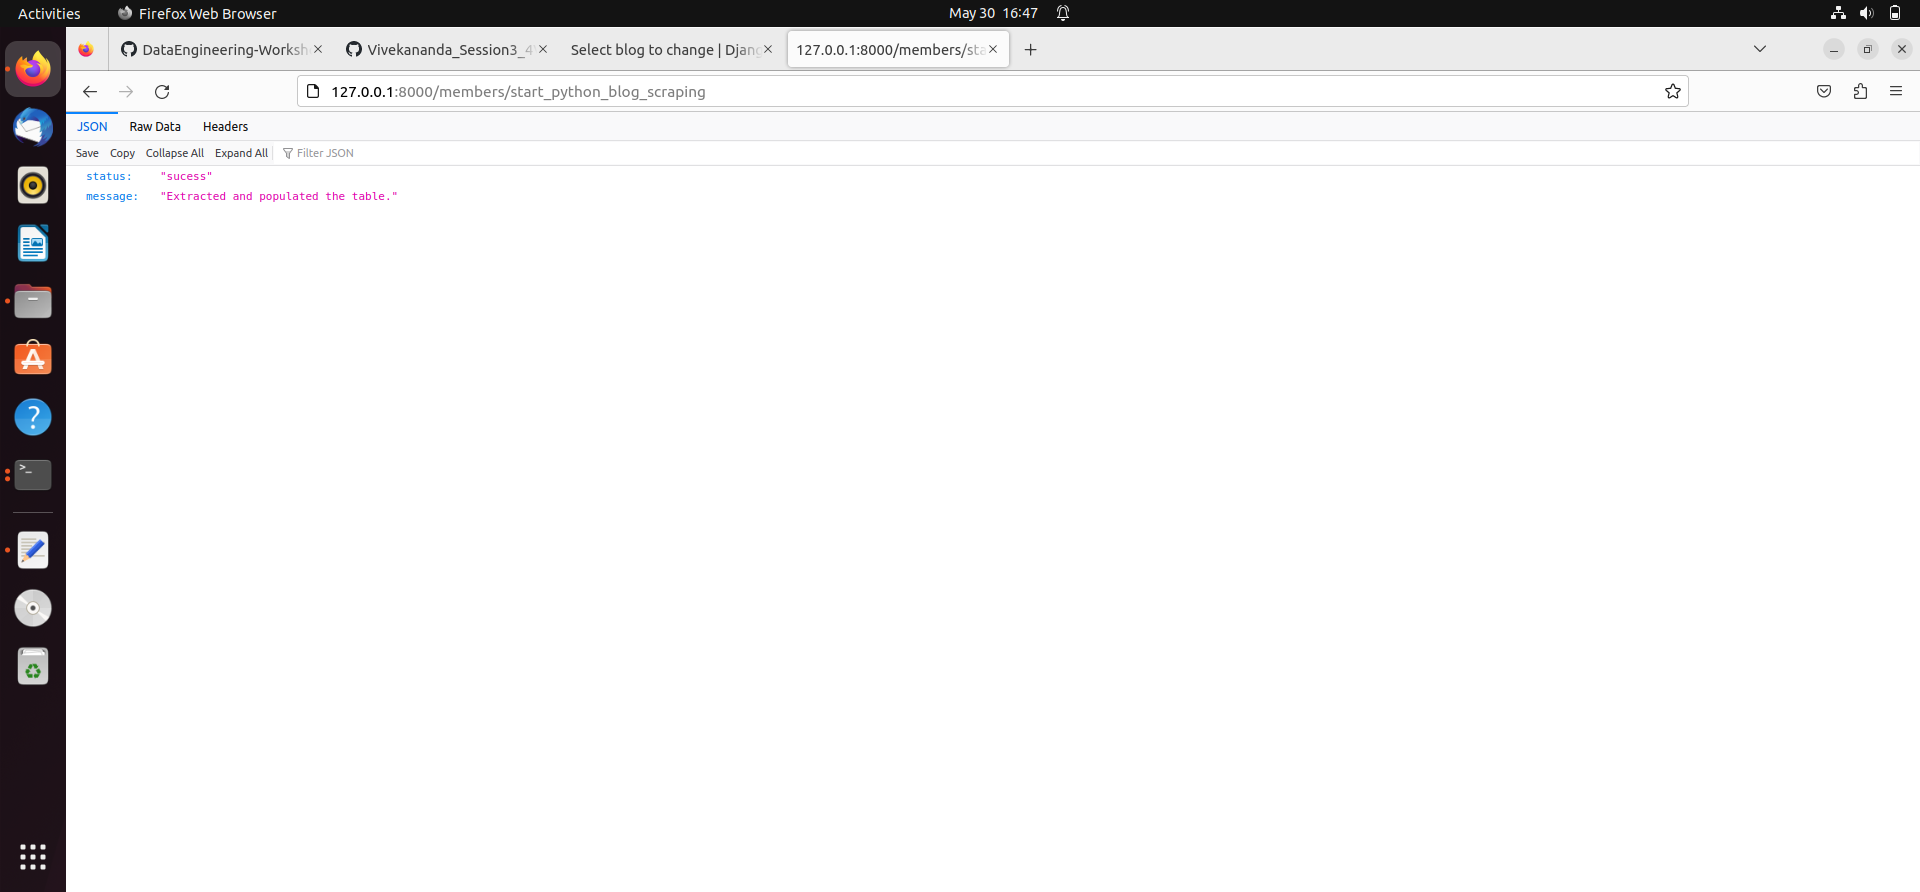 Activities
Firefox Web Browser
May 30 16:47
DataEngineering-Worksh
Vivekananda_Session3_4
Select blog to change | Djang
127.0.0.1:8000/members/sta
127.0.0.1:8000/members/start_python_blog_scraping
JSON
Raw Data
Headers
Save
Copy
Collapse All
Expand All
Filter JSON
status: "sucess"
message: "Extracted and populated the table."